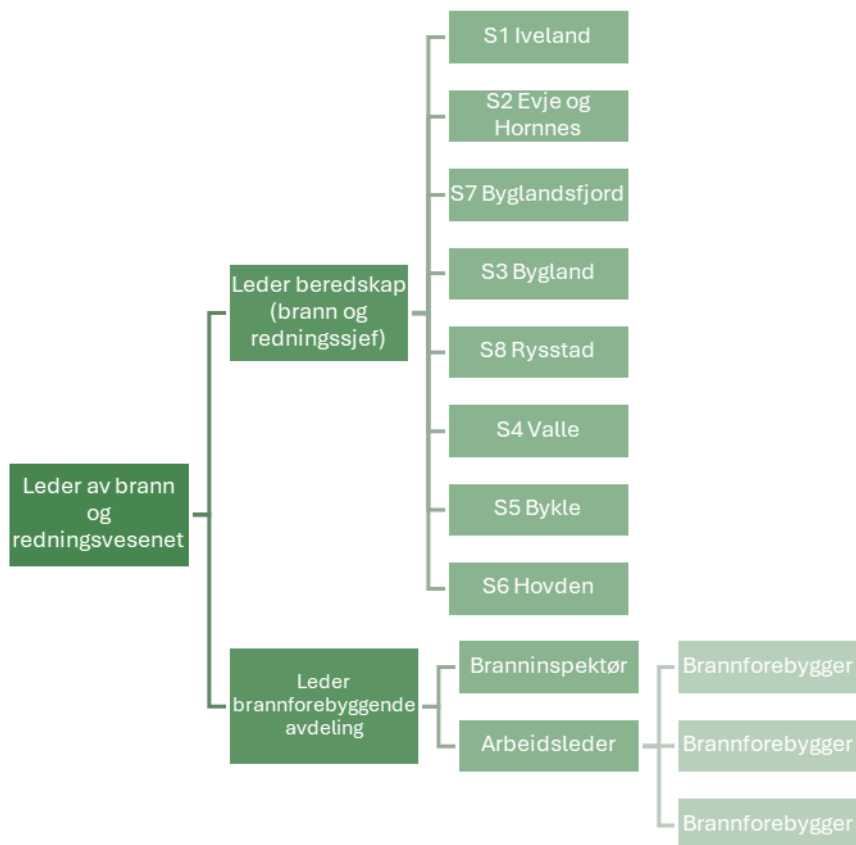 Leder av brann
og
redningsvesenet
Leder beredskap
(brann og
redningssjef)
S1 Iveland
S2 Evje og
Hornnes
S7 Byglandsfjord
S3 Bygland
S8 Rysstad
S4 Valle
S5 Bykle
S6 Hovden
Leder
brannforebyggende
avdeling
Branninspektør
Arbeidsleder
Brannforebygger
Brannforebygger
Brannforebygger